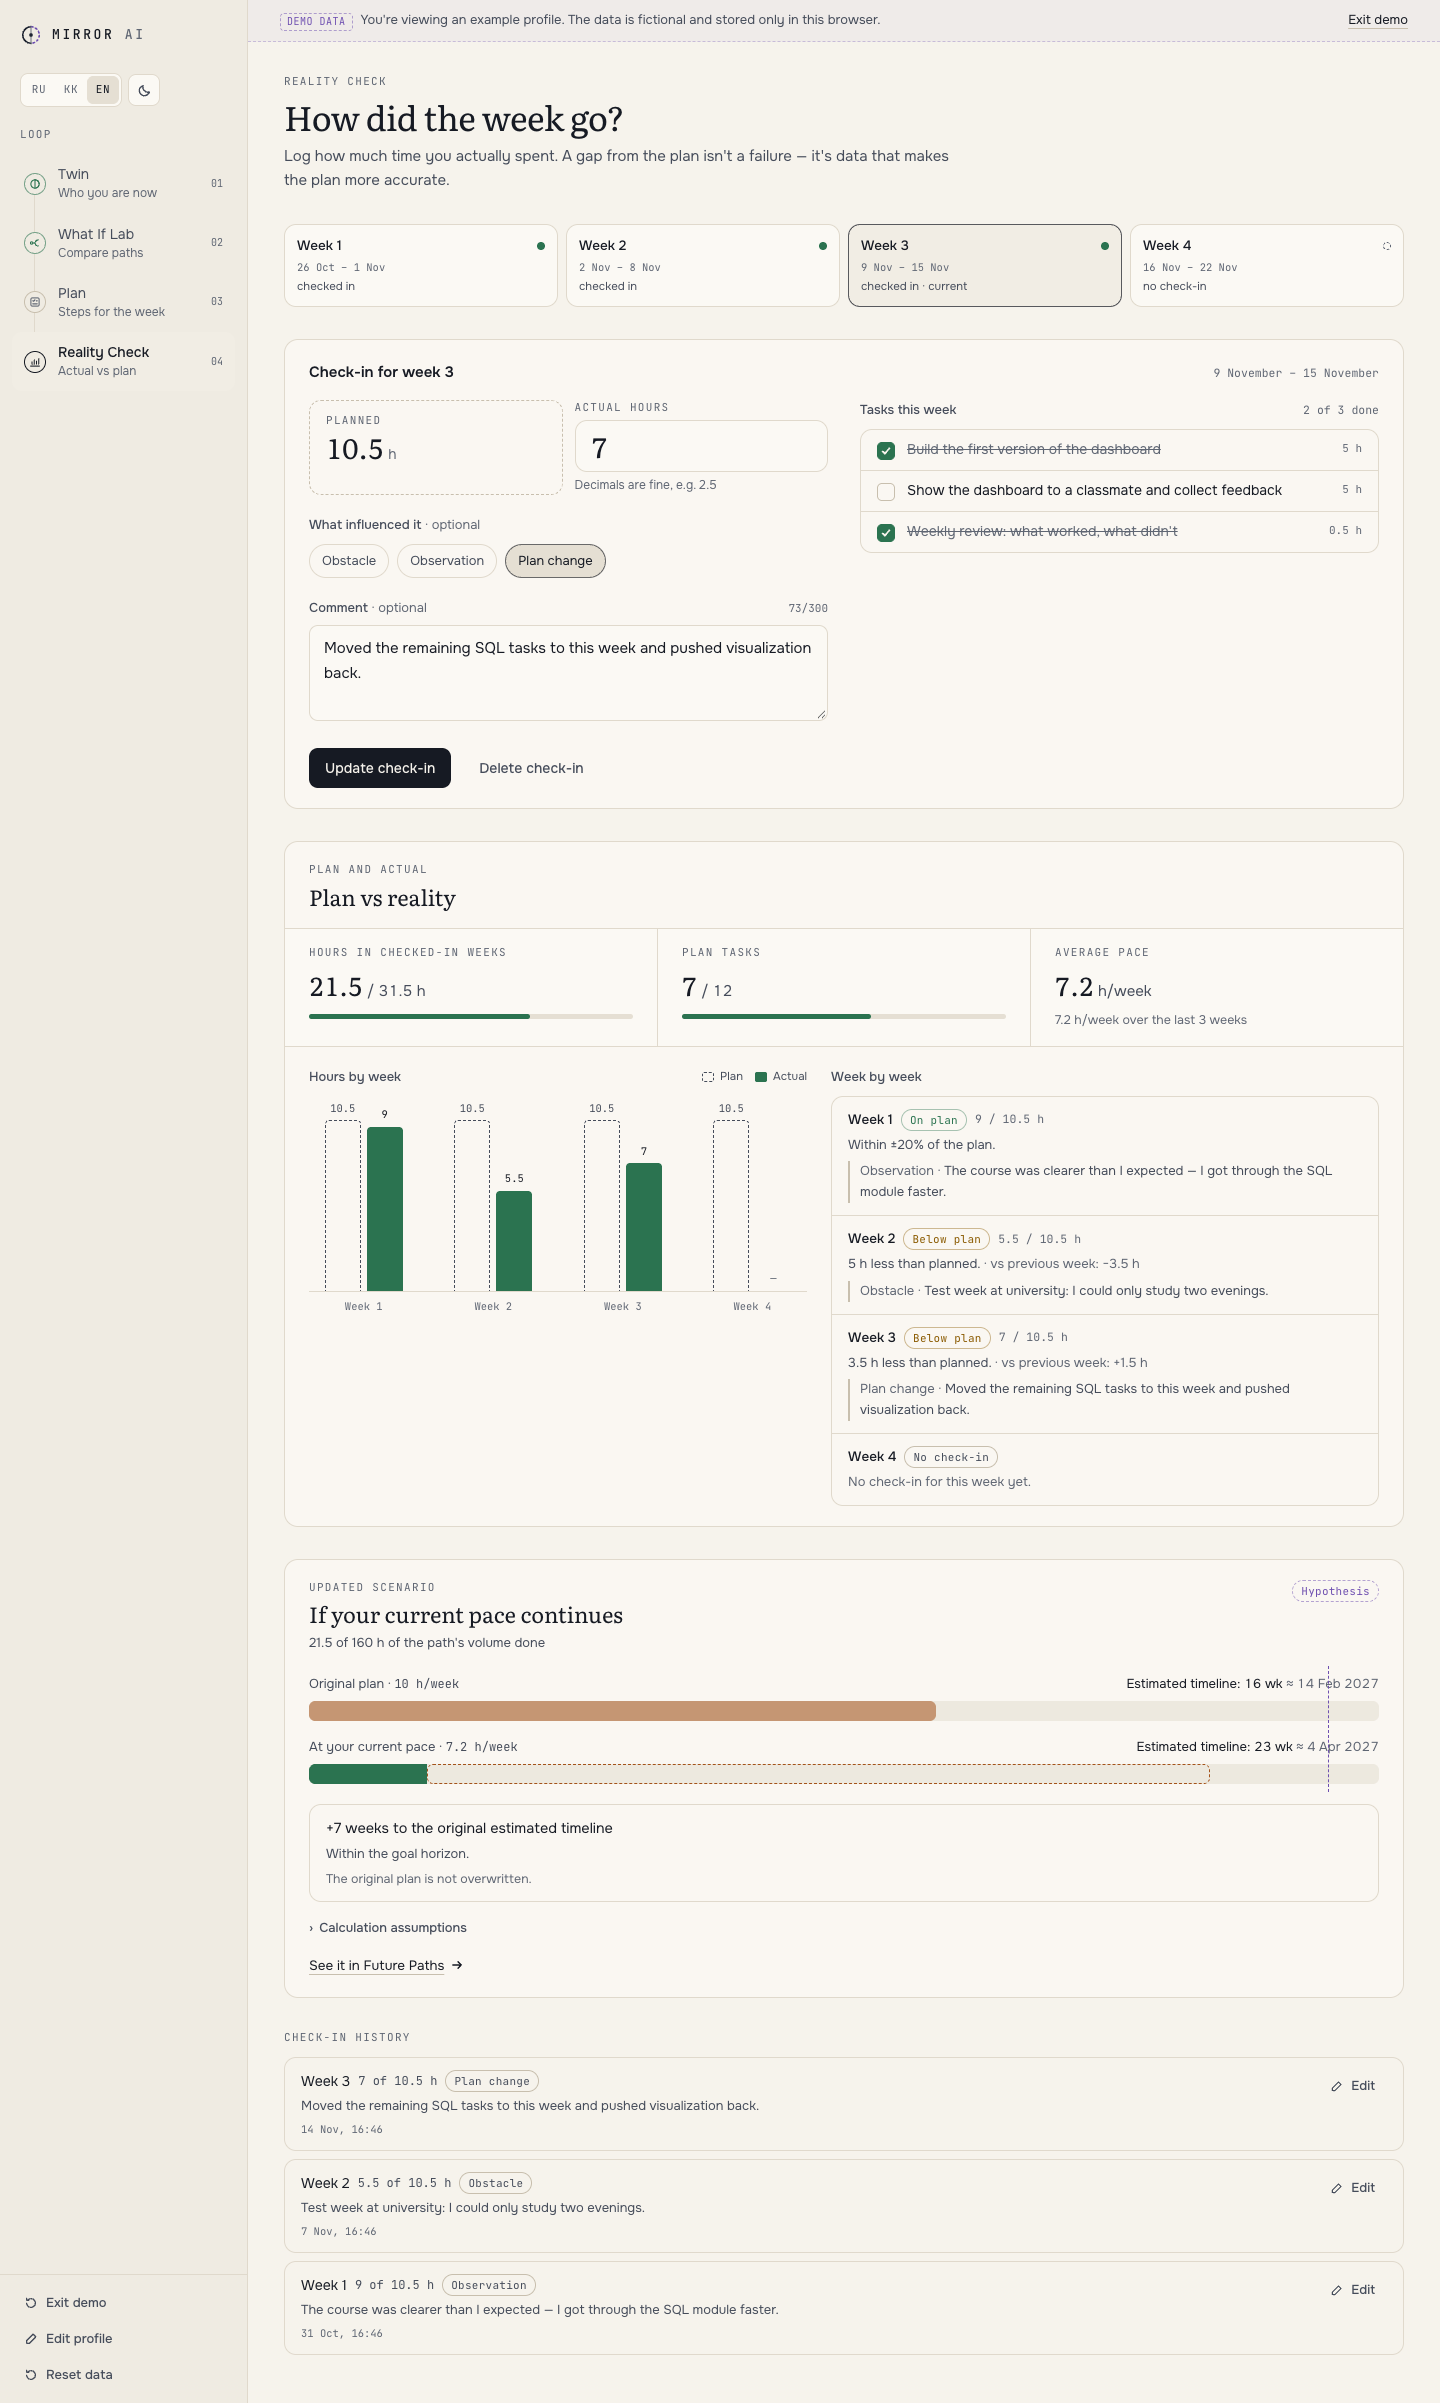 MIRROR AI
RU KK EN
LOOP
Twin
Who you are now
01
What If Lab
Compare paths
02
Plan
Steps for the week
03
Reality Check
Actual vs plan
04
Exit demo
Edit profile
Reset data
DEMO DATA You're viewing an example profile. The data is fictional and stored only in this browser. Exit demo
REALITY CHECK
How did the week go?
Log how much time you actually spent. A gap from the plan isn't a failure — it's data that makes
the plan more accurate.
Week 1
26 Oct – 1 Nov
checked in
Week 2
2 Nov – 8 Nov
checked in
Week 3
9 Nov – 15 Nov
checked in · current
Week 4
16 Nov – 22 Nov
no check-in
Check-in for week 3
9 November – 15 November
PLANNED
10.5 h
ACTUAL HOURS
7
Decimals are fine, e.g. 2.5
What influenced it · optional
Obstacle Observation Plan change
Comment · optional 73/300
Moved the remaining SQL tasks to this week and pushed visualization
back.
Update check-in Delete check-in
Tasks this week 2 of 3 done
Build the first version of the dashboard 5 h
Show the dashboard to a classmate and collect feedback 5 h
Weekly review: what worked, what didn't 0.5 h
PLAN AND ACTUAL
Plan vs reality
HOURS IN CHECKED-IN WEEKS
21.5 / 31.5 h
PLAN TASKS
7 / 12
AVERAGE PACE
7.2 h/week
7.2 h/week over the last 3 weeks
Hours by week Plan Actual
10.5 9 10.5 5.5 10.5 7 10.5 —
Week 1 Week 2 Week 3 Week 4
Week by week
Week 1 On plan 9 / 10.5 h
Within ±20% of the plan.
Observation · The course was clearer than I expected — I got through the SQL
module faster.
Week 2 Below plan 5.5 / 10.5 h
5 h less than planned. · vs previous week: −3.5 h
Obstacle · Test week at university: I could only study two evenings.
Week 3 Below plan 7 / 10.5 h
3.5 h less than planned. · vs previous week: +1.5 h
Plan change · Moved the remaining SQL tasks to this week and pushed
visualization back.
Week 4 No check-in
No check-in for this week yet.
UPDATED SCENARIO
Hypothesis
If your current pace continues
21.5 of 160 h of the path's volume done
Original plan · 10 h/week Estimated timeline: 16 wk ≈ 14 Feb 2027
At your current pace · 7.2 h/week Estimated timeline: 23 wk ≈ 4 Apr 2027
+7 weeks to the original estimated timeline
Within the goal horizon.
The original plan is not overwritten.
› Calculation assumptions
See it in Future Paths →
CHECK-IN HISTORY
Week 3 7 of 10.5 h Plan change Edit
Moved the remaining SQL tasks to this week and pushed visualization back.
14 Nov, 16:46
Week 2 5.5 of 10.5 h Obstacle Edit
Test week at university: I could only study two evenings.
7 Nov, 16:46
Week 1 9 of 10.5 h Observation Edit
The course was clearer than I expected — I got through the SQL module faster.
31 Oct, 16:46